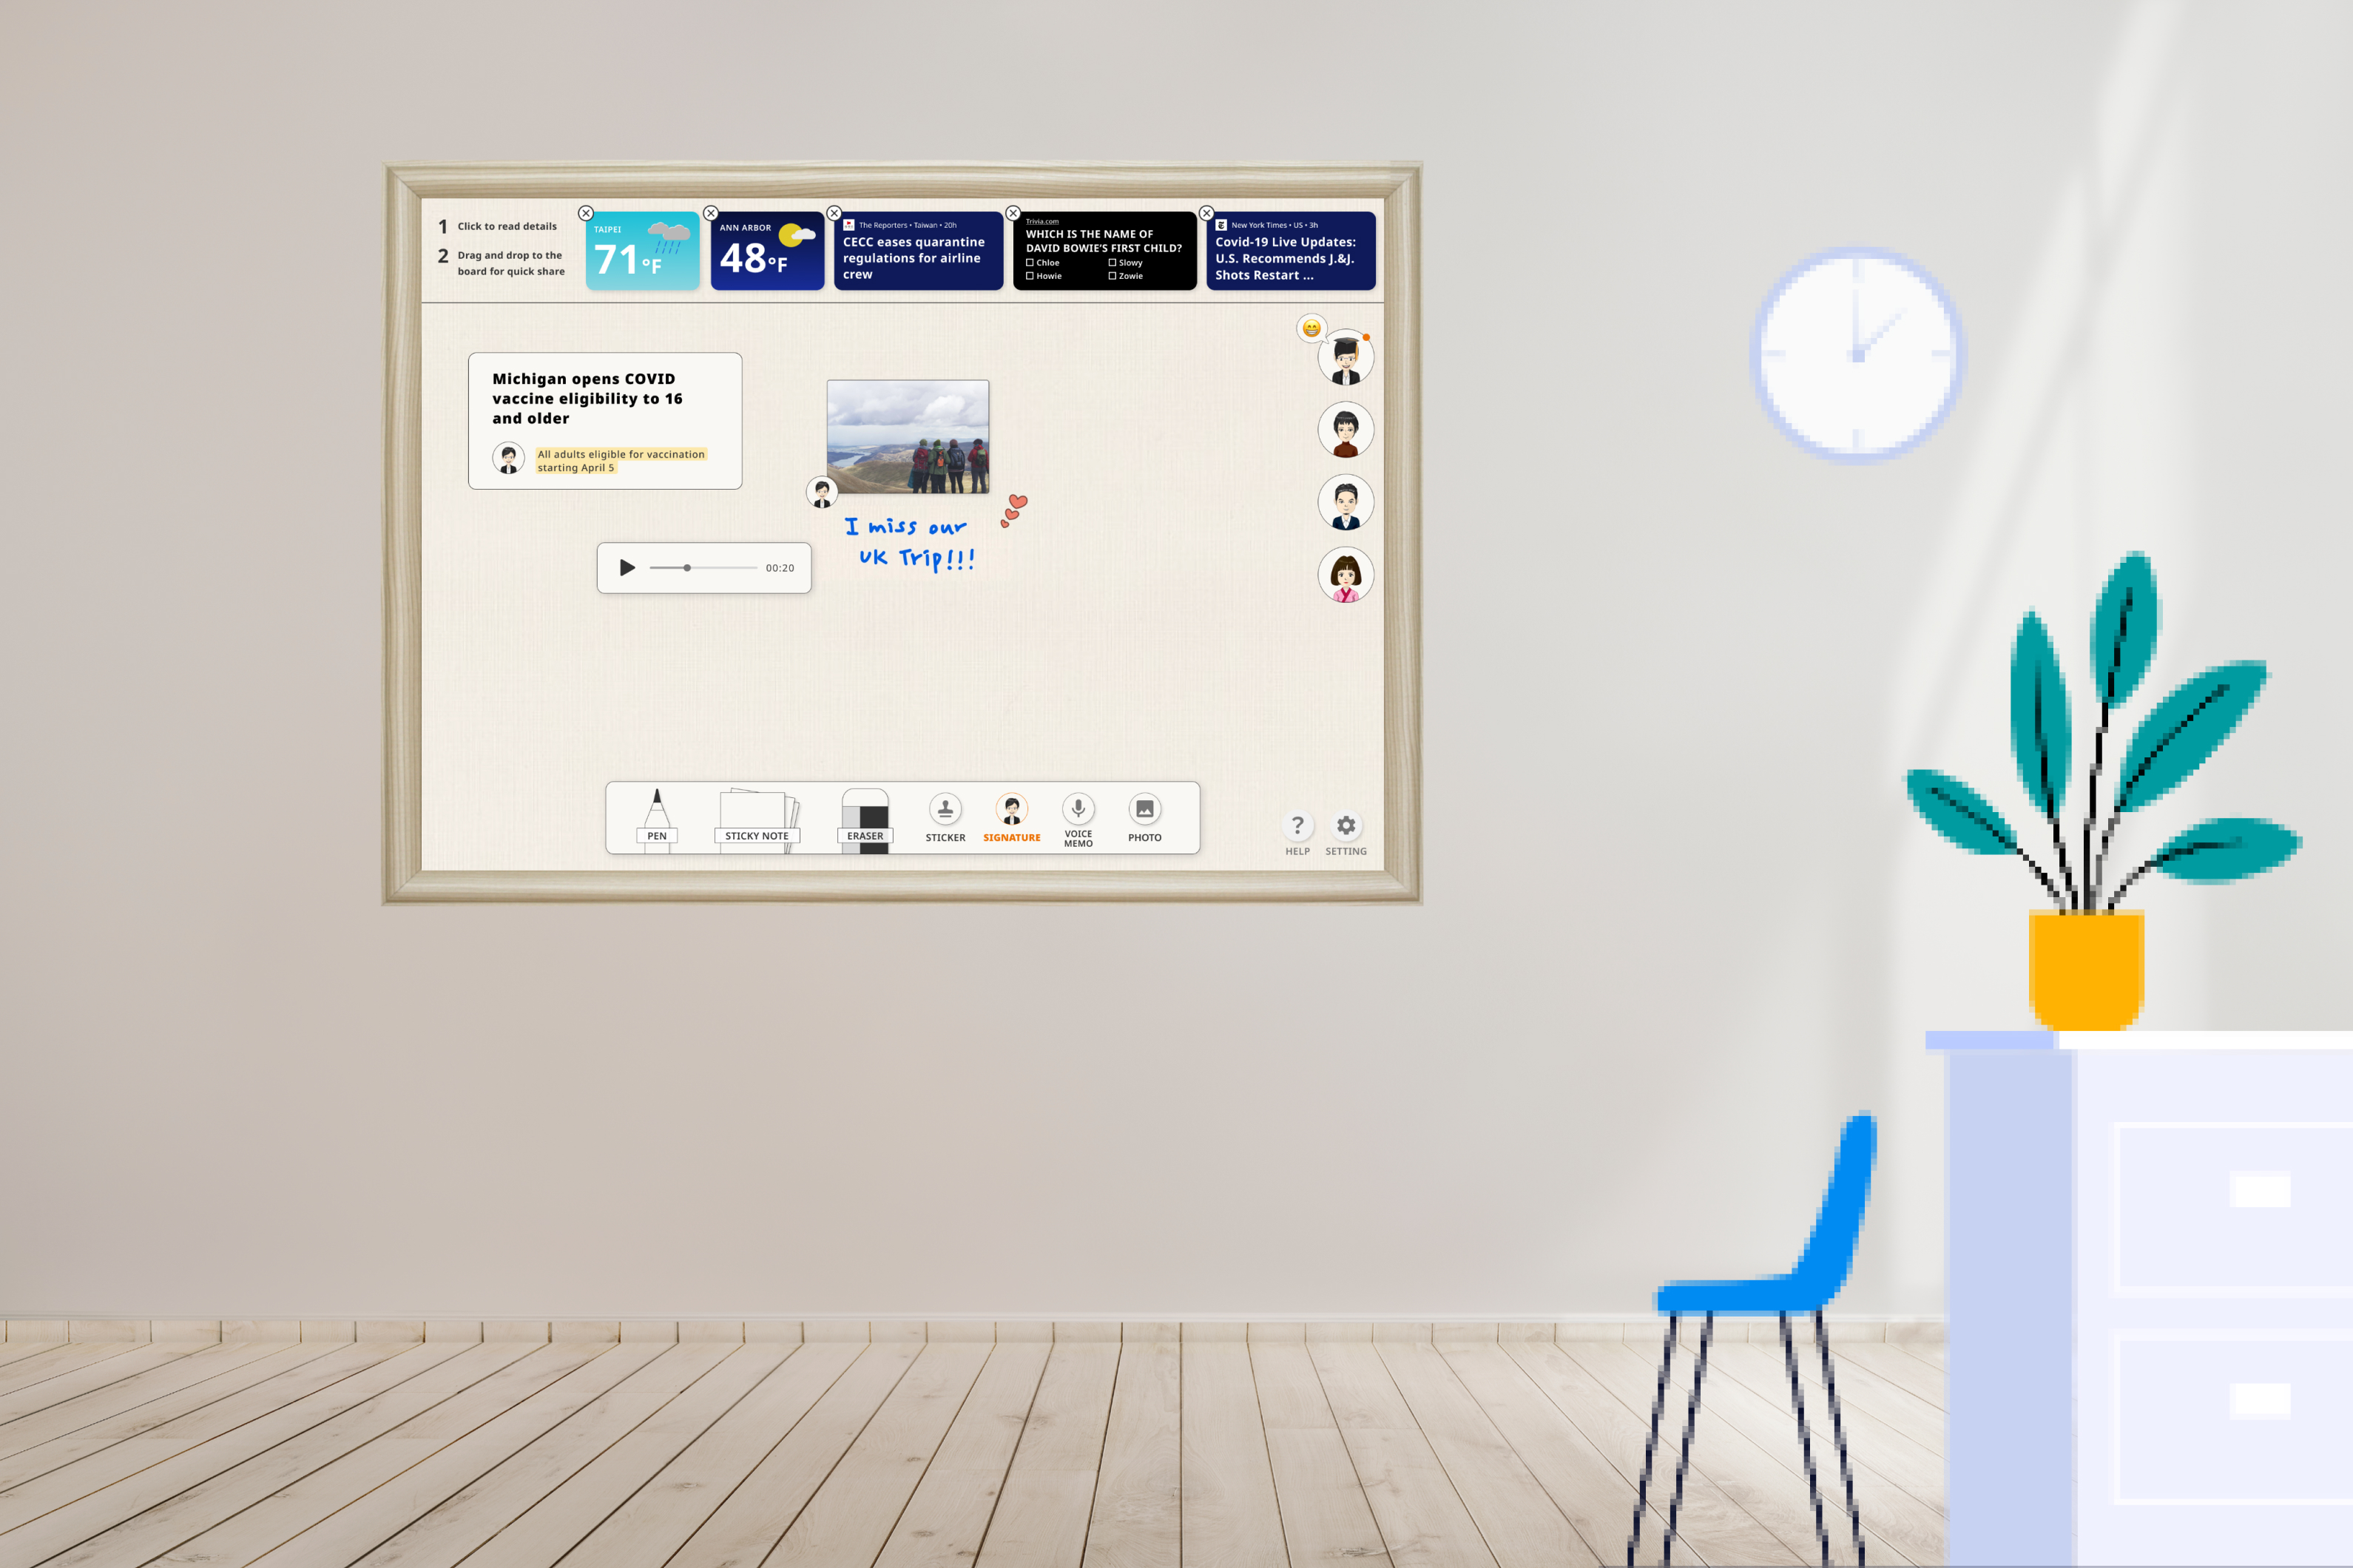 1 Click to read details
2 Drag and drop to the
board for quick share
TAIPEI
71°F
ANN ARBOR
48°F
The Reporters • Taiwan • 20h
CECC eases quarantine
regulations for airline
crew
Trivia.com
WHICH IS THE NAME OF
DAVID BOWIE'S FIRST CHILD?
Chloe
Slowy
Howie
Zowie
New York Times • US • 3h
Covid-19 Live Updates:
U.S. Recommends J.&J.
Shots Restart ...
Michigan opens COVID
vaccine eligibility to 16
and older
All adults eligible for vaccination
starting April 5
I miss our
UK Trip!!!
00:20
PEN
STICKY NOTE
ERASER
STICKER
SIGNATURE
VOICE
MEMO
PHOTO
?
HELP
SETTING